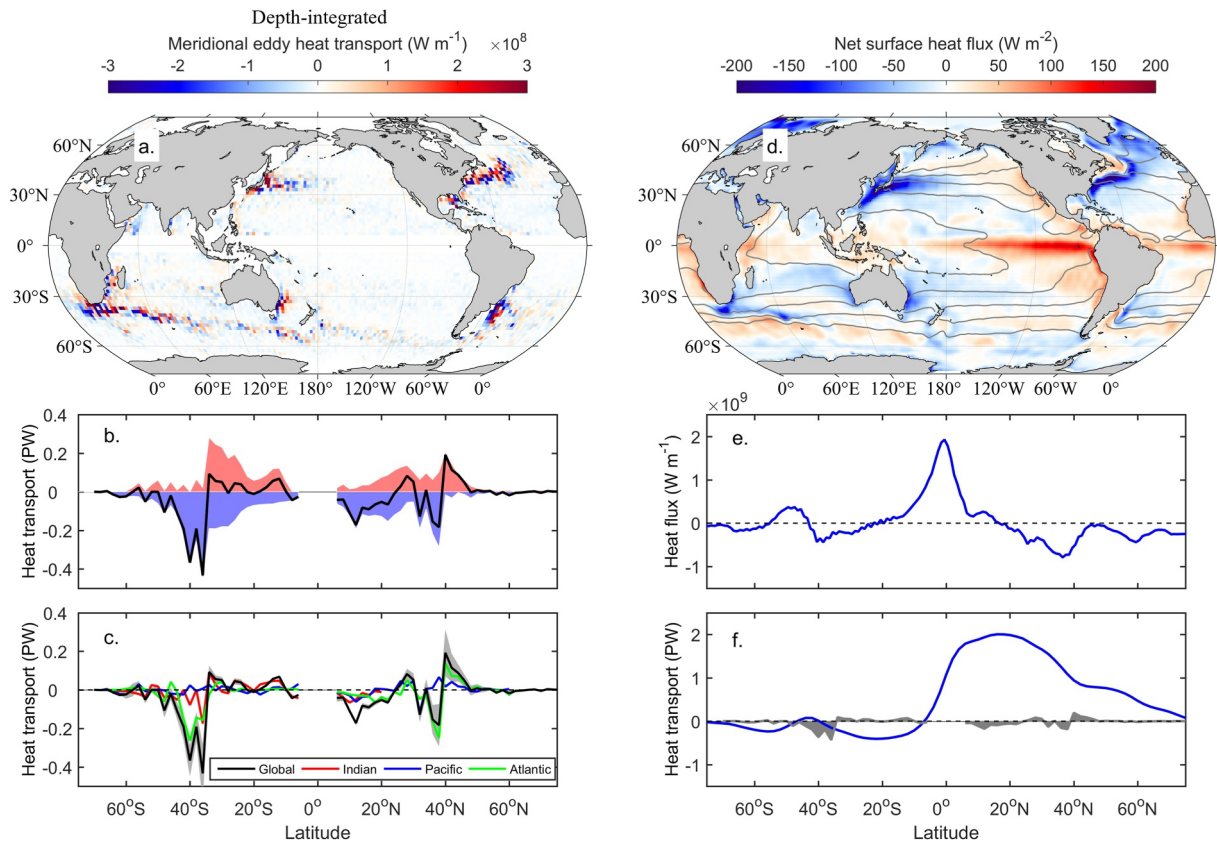 Depth-integrated
Meridional eddy heat transport (W m-1) ×10^8
-3 -2 -1 0 1 2 3
a.
60°N
30°N
0°
30°S
60°S
0° 60°E 120°E 180° 120°W 60°W 0°
Net surface heat flux (W m-2)
-200 -150 -100 -50 0 50 100 150 200
d.
60°N
30°N
0°
30°S
60°S
0° 60°E 120°E 180° 120°W 60°W 0°
b.
Heat transport (PW)
0.4
0.2
0
-0.2
-0.4
×10^9
e.
Heat flux (W m-1)
2
1
0
-1
c.
Heat transport (PW)
0.4
0.2
0
-0.2
-0.4
Global Indian Pacific Atlantic
60°S 40°S 20°S 0° 20°N 40°N 60°N
Latitude
f.
Heat transport (PW)
2
1
0
-1
60°S 40°S 20°S 0° 20°N 40°N 60°N
Latitude